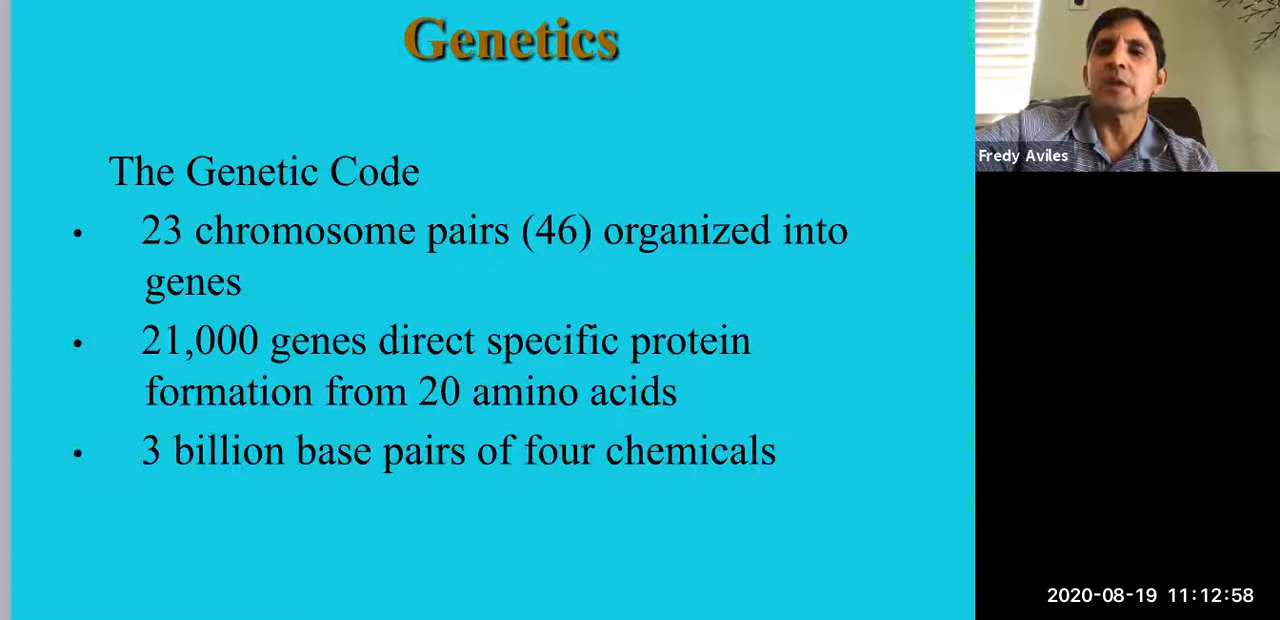 Genetics
The Genetic Code
• 23 chromosome pairs (46) organized into
genes
• 21,000 genes direct specific protein
formation from 20 amino acids
• 3 billion base pairs of four chemicals
Fredy Aviles
2020-08-19 11:12:58